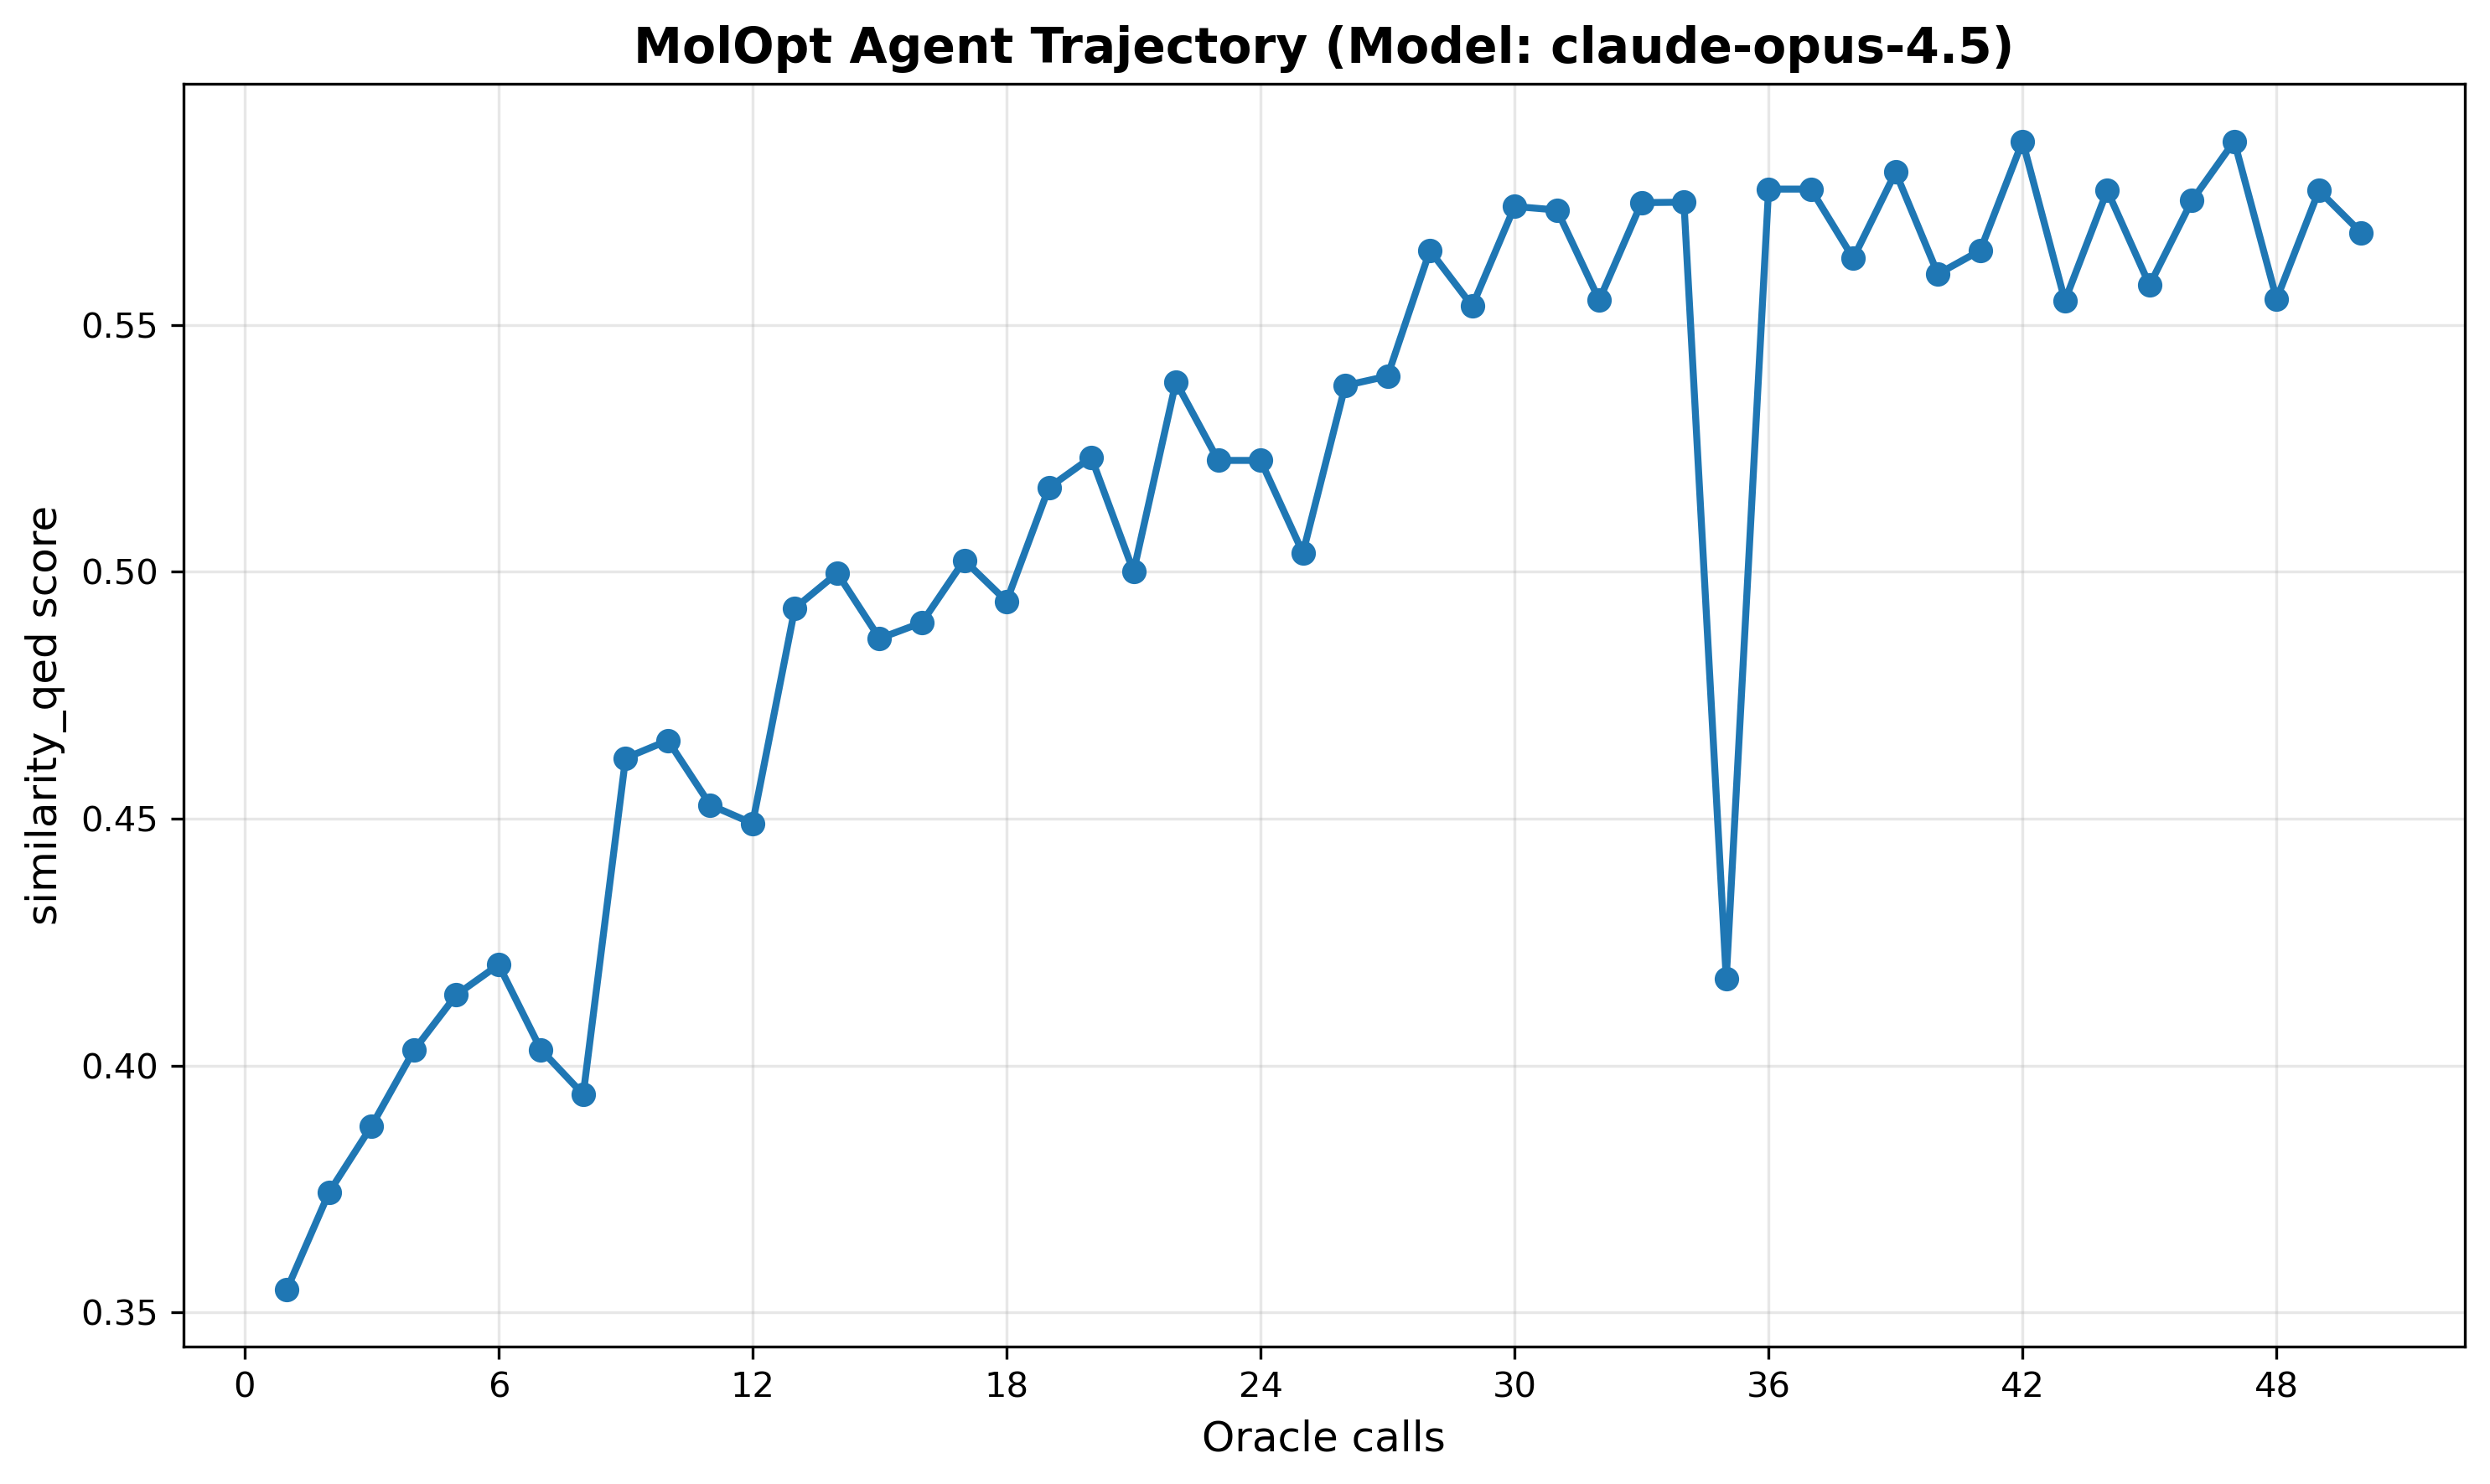 MolOpt Agent Trajectory (Model: claude-opus-4.5)
similarity_qed score
0.55
0.50
0.45
0.40
0.35
0 6 12 18 24 30 36 42 48
Oracle calls